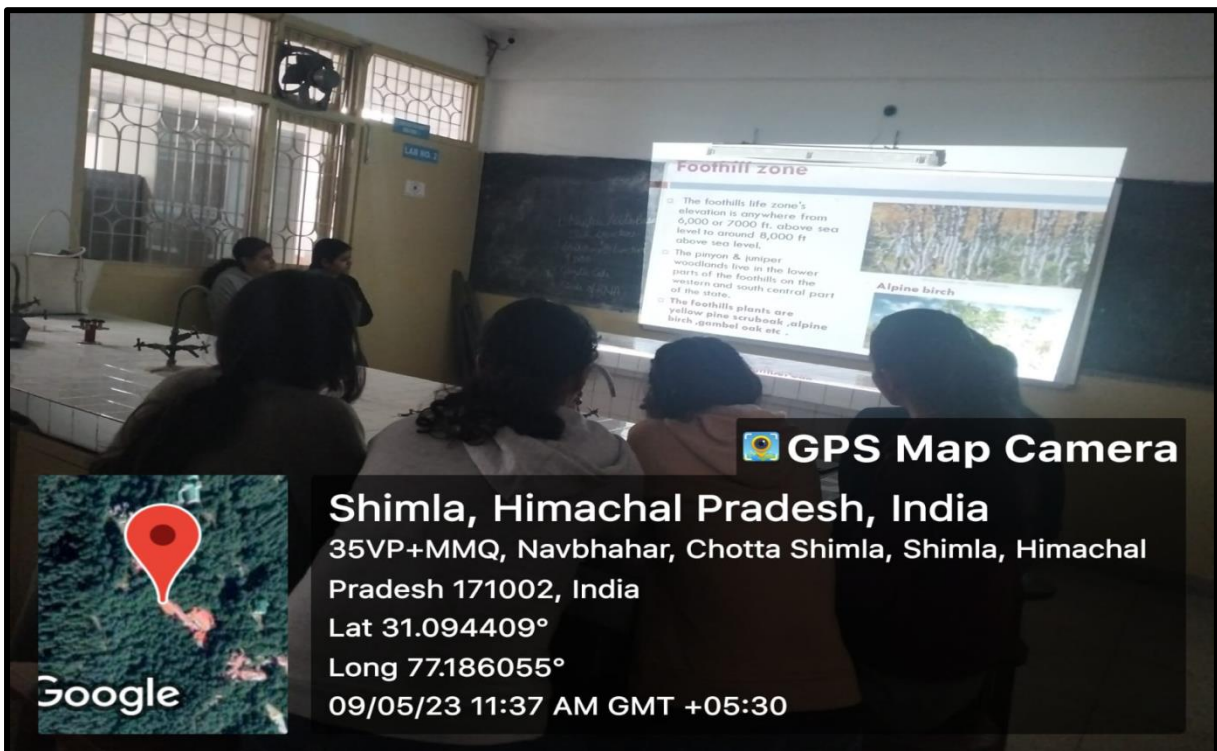 LAB NO. 2
Foothill zone
The foothills life zone's
elevation is anywhere from
6,000 or 7000 ft. above sea
level to around 8,000 ft
above sea level.
The pinyon & juniper
woodlands live in the lower
parts of the foothills on the
western and south central part
of the state.
The foothills plants are
yellow pine scruboak ,alpine
birch ,gambel oak etc .
Alpine birch
GPS Map Camera
Shimla, Himachal Pradesh, India
35VP+MMQ, Navbhahar, Chotta Shimla, Shimla, Himachal
Pradesh 171002, India
Lat 31.094409°
Long 77.186055°
09/05/23 11:37 AM GMT +05:30
Google